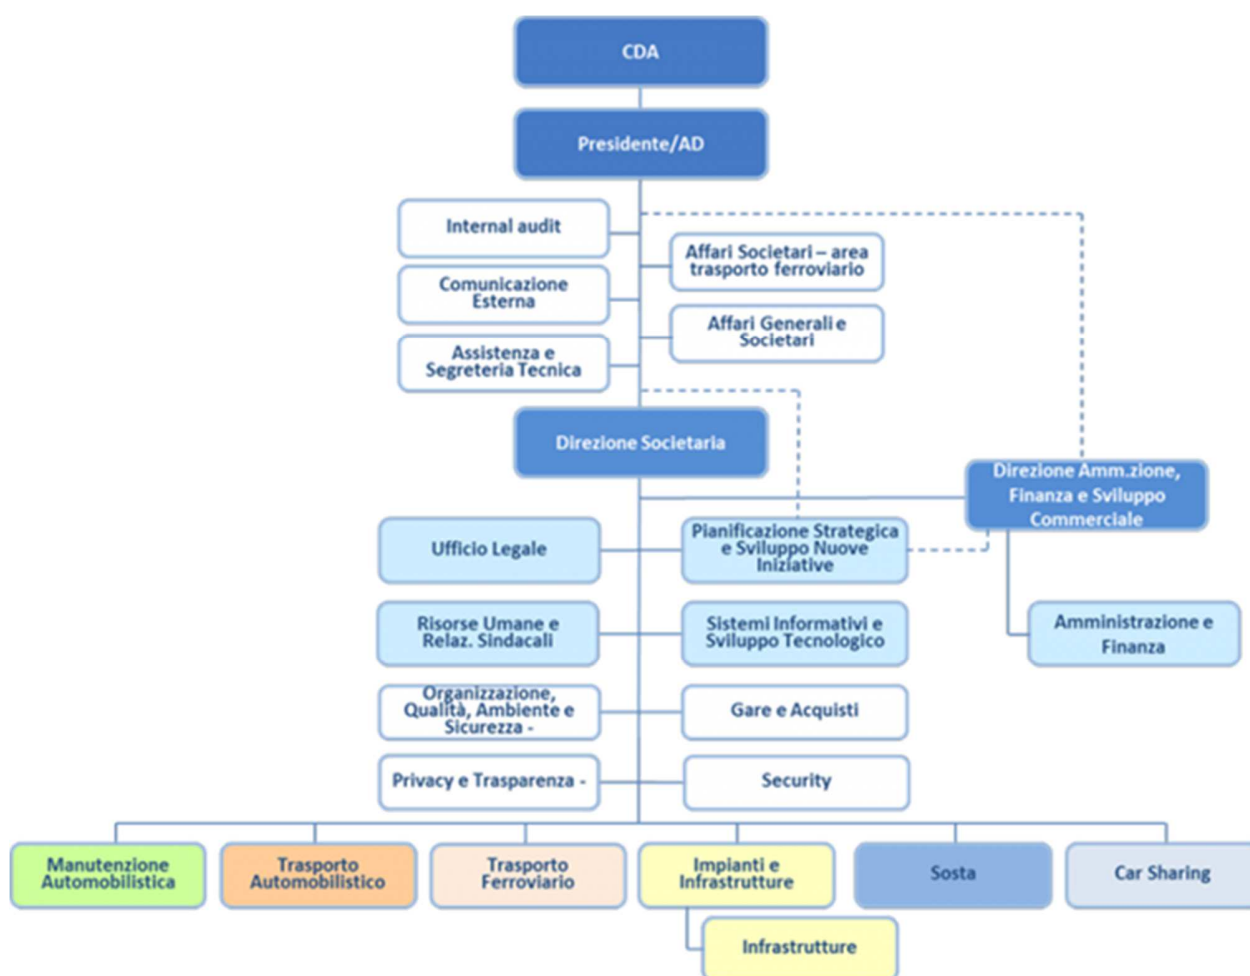 CDA
Presidente/AD
Internal audit
Affari Societari – area
trasporto ferroviario
Comunicazione
Esterna
Affari Generali e
Societari
Assistenza e
Segreteria Tecnica
Direzione Societaria
Direzione Amm.zione,
Finanza e Sviluppo
Commerciale
Ufficio Legale
Pianificazione Strategica
e Sviluppo Nuove
Iniziative
Risorse Umane e
Relaz. Sindacali
Sistemi Informativi e
Sviluppo Tecnologico
Amministrazione e
Finanza
Organizzazione,
Qualità, Ambiente e
Sicurezza -
Gare e Acquisti
Privacy e Trasparenza -
Security
Manutenzione
Automobilistica
Trasporto
Automobilistico
Trasporto
Ferroviario
Impianti e
Infrastrutture
Sosta
Car Sharing
Infrastrutture